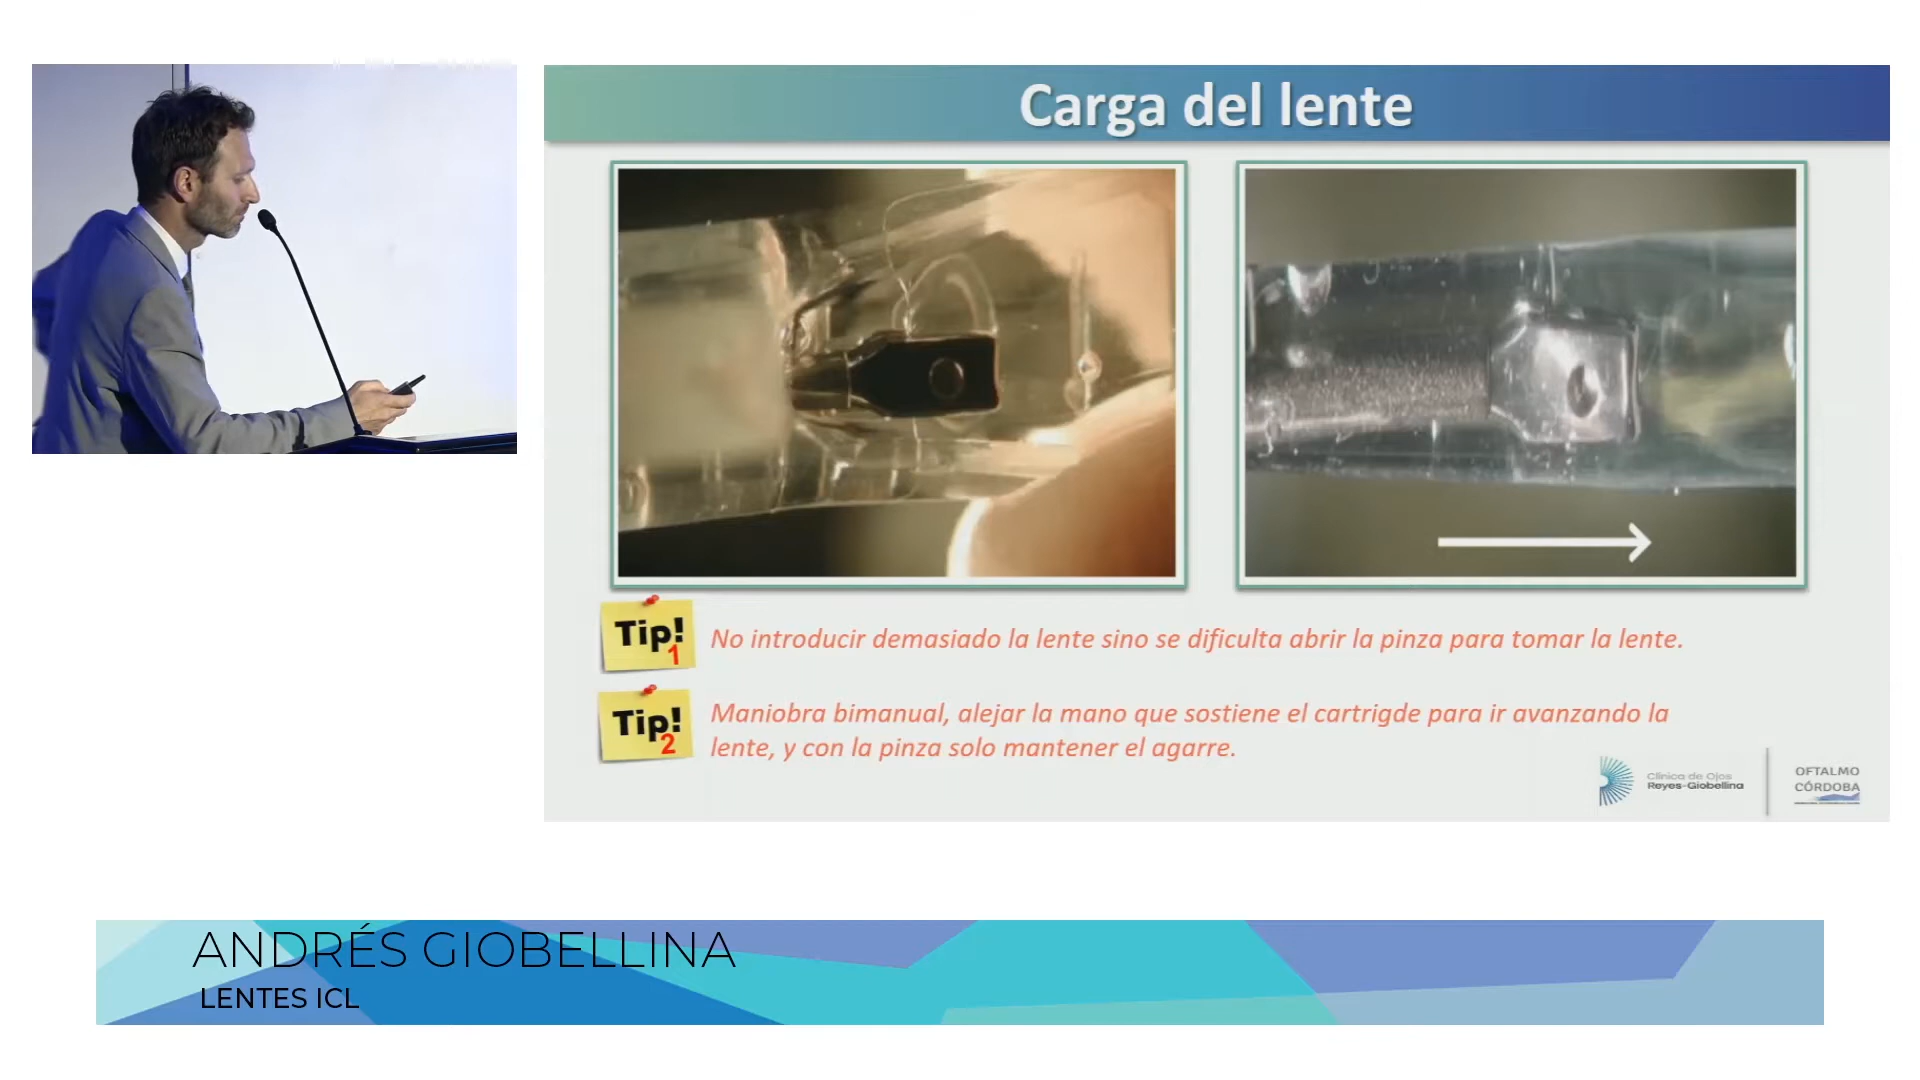 Carga del lente
Tip!
1
No introducir demasiado la lente sino se dificulta abrir la pinza para tomar la lente.
Tip!
2
Maniobra bimanual, alejar la mano que sostiene el cartrigde para ir avanzando la
lente, y con la pinza solo mantener el agarre.
Clínica de Ojos
Reyes-Giobellina
OFTALMO
CÓRDOBA
ANDRÉS GIOBELLINA
LENTES ICL